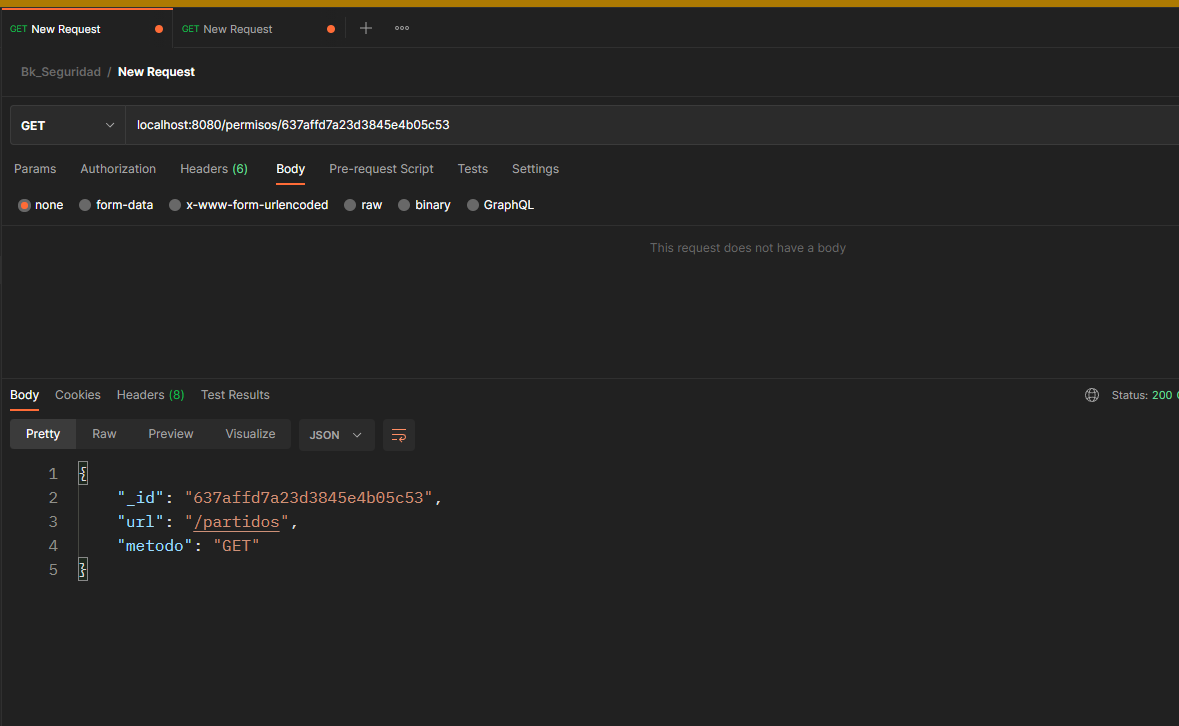 GET New Request GET New Request
Bk_Seguridad / New Request
GET localhost:8080/permisos/637affd7a23d3845e4b05c53
Params Authorization Headers (6) Body Pre-request Script Tests Settings
none form-data x-www-form-urlencoded raw binary GraphQL
This request does not have a body
Body Cookies Headers (8) Test Results Status: 200
Pretty Raw Preview Visualize JSON
1 {
2 "_id": "637affd7a23d3845e4b05c53",
3 "url": "/partidos",
4 "metodo": "GET"
5 }